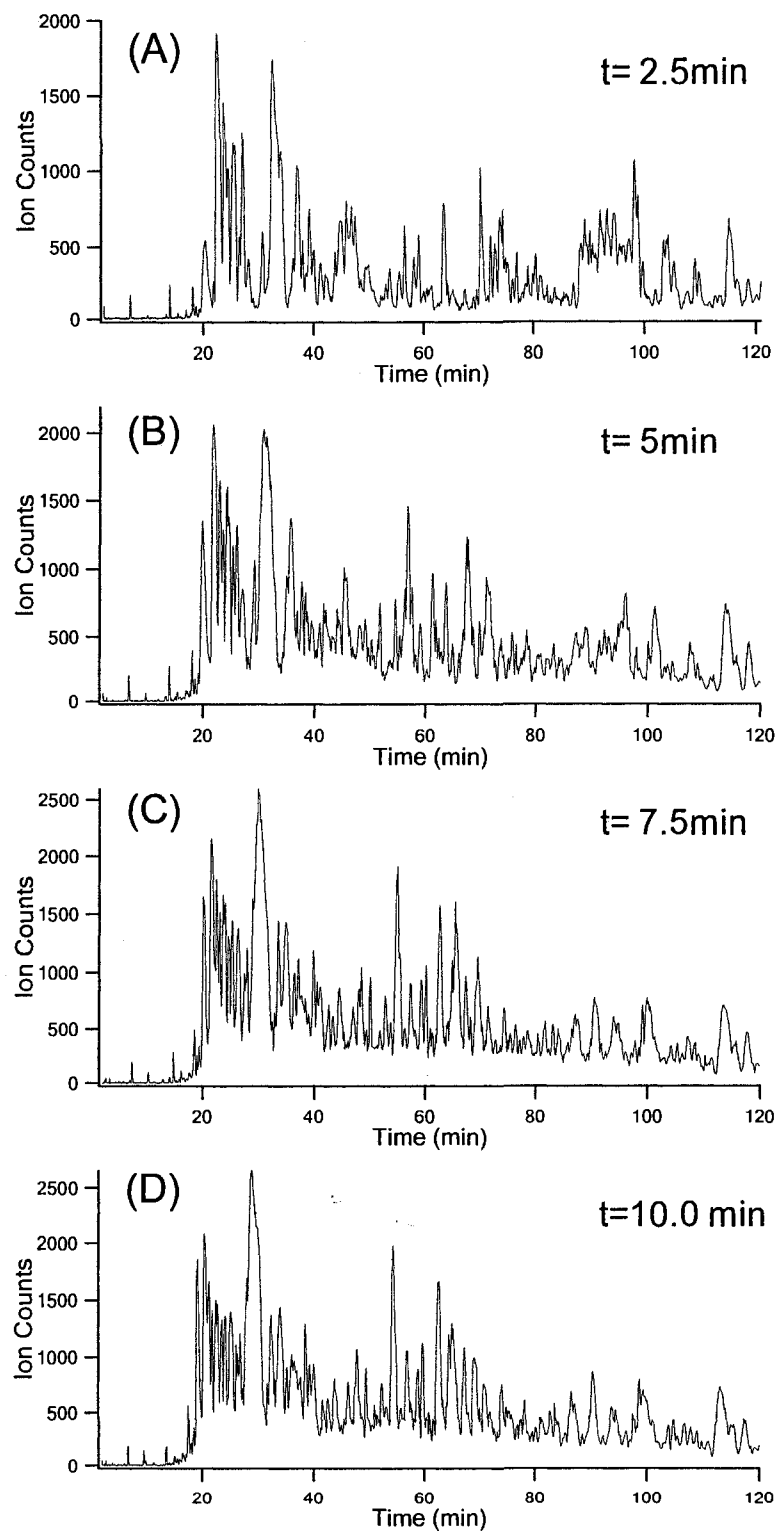 (A)
t= 2.5min
Ion Counts
2000
1500
1000
500
0
20 40 60 80 100 120
Time (min)
(B)
t= 5min
Ion Counts
2000
1500
1000
500
0
20 40 60 80 100 120
Time (min)
(C)
t= 7.5min
Ion Counts
2500
2000
1500
1000
500
0
20 40 60 80 100 120
Time (min)
(D)
t=10.0 min
Ion Counts
2500
2000
1500
1000
500
0
20 40 60 80 100 120
Time (min)